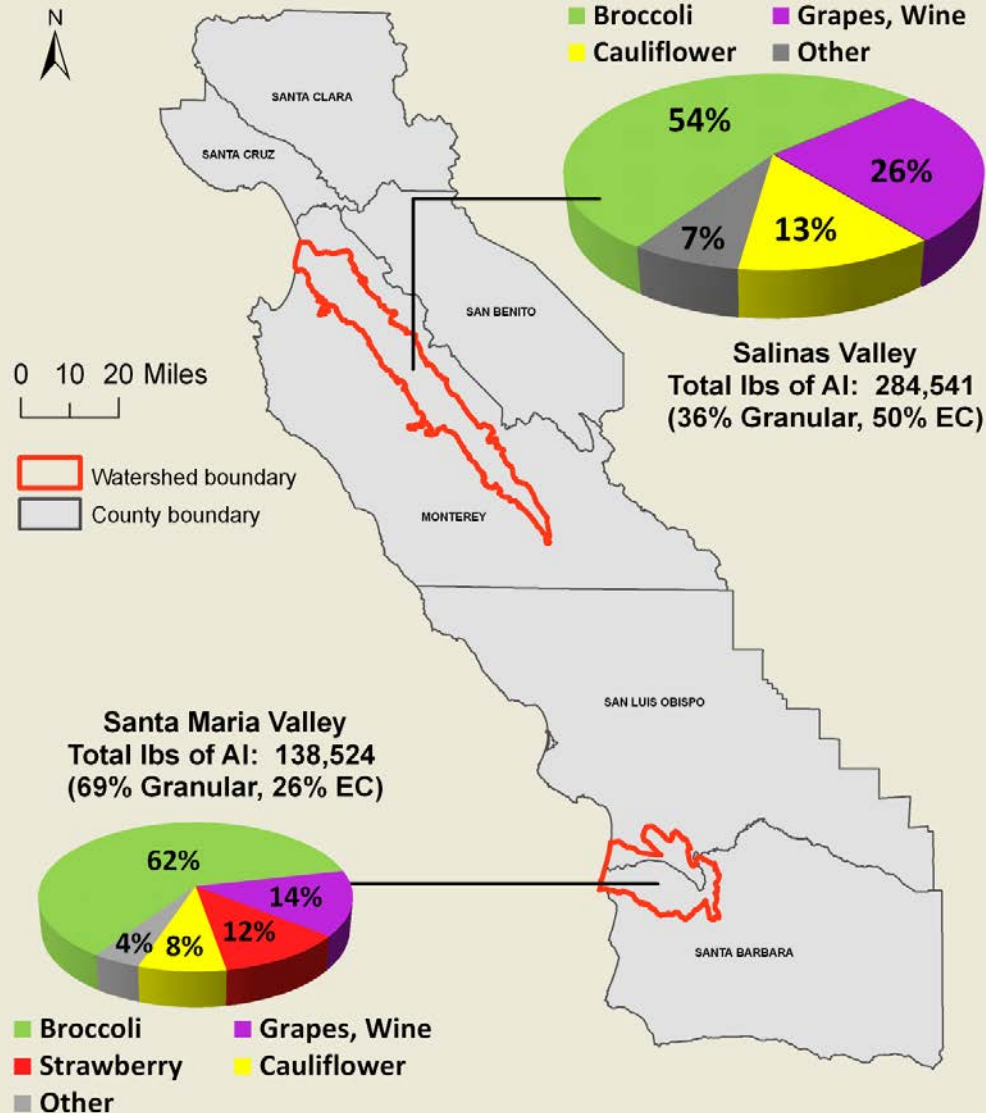 N
Broccoli Grapes, Wine
Cauliflower Other
54%
26%
13%
7%
SANTA CLARA
SANTA CRUZ
SAN BENITO
Salinas Valley
Total lbs of AI: 284,541
(36% Granular, 50% EC)
0 10 20 Miles
Watershed boundary
County boundary
MONTEREY
SAN LUIS OBISPO
Santa Maria Valley
Total lbs of AI: 138,524
(69% Granular, 26% EC)
62%
14%
12%
8%
4%
SANTA BARBARA
Broccoli Grapes, Wine
Strawberry Cauliflower
Other